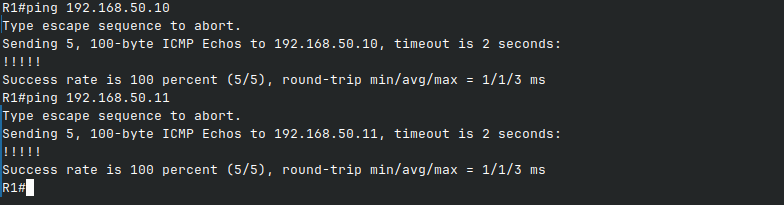 R1#ping 192.168.50.10
Type escape sequence to abort.
Sending 5, 100-byte ICMP Echos to 192.168.50.10, timeout is 2 seconds:
!!!!!
Success rate is 100 percent (5/5), round-trip min/avg/max = 1/1/3 ms
R1#ping 192.168.50.11
Type escape sequence to abort.
Sending 5, 100-byte ICMP Echos to 192.168.50.11, timeout is 2 seconds:
!!!!!
Success rate is 100 percent (5/5), round-trip min/avg/max = 1/1/3 ms
R1#